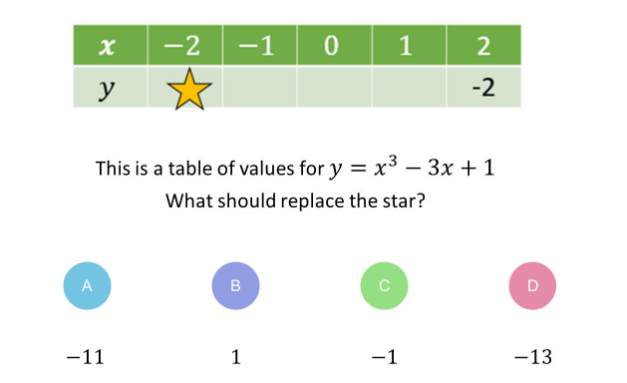 x −2 −1 0 1 2
y -2
This is a table of values for y = x³ − 3x + 1
What should replace the star?
A B C D
−11 1 −1 −13